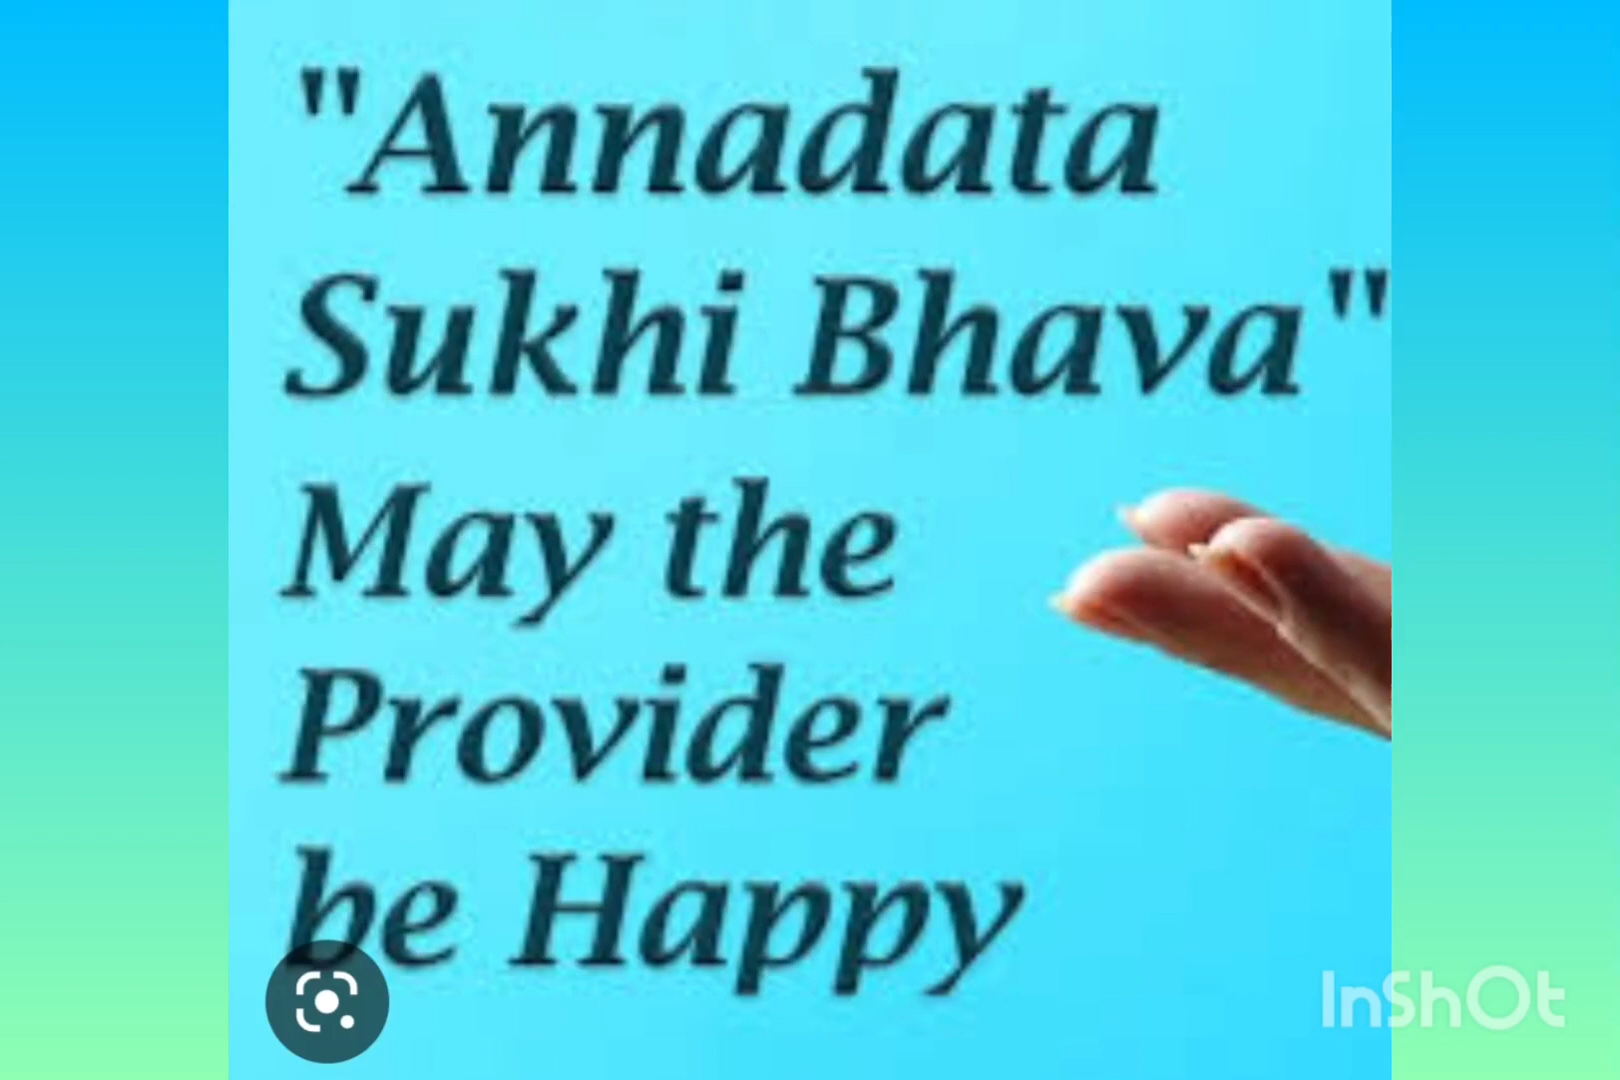 "Annadata
Sukhi Bhava"
May the
Provider
be Happy
InShOt